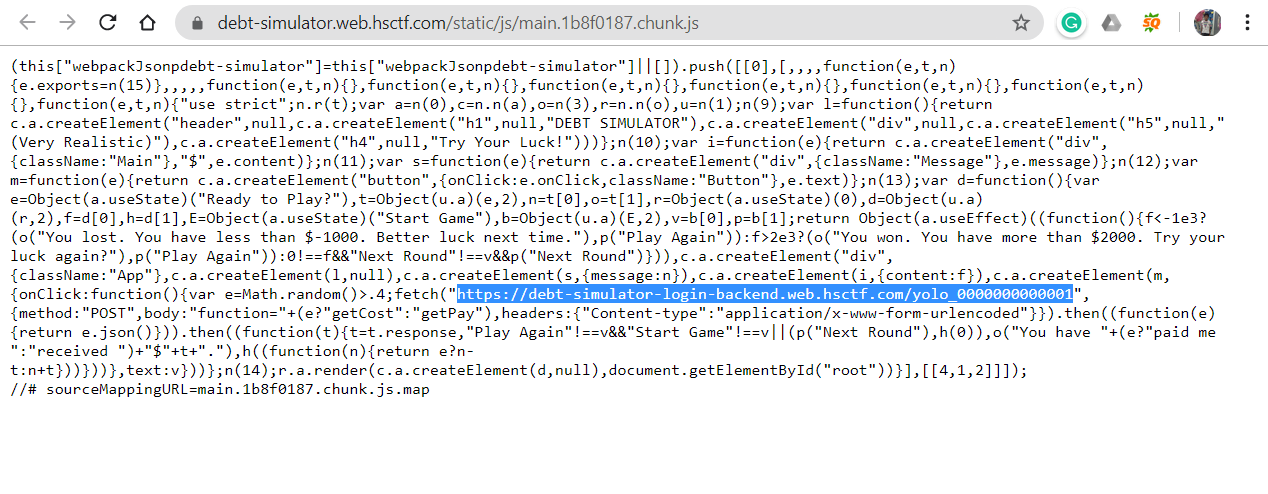 debt-simulator.web.hsctf.com/static/js/main.1b8f0187.chunk.js
(this["webpackJsonpdebt-simulator"]=this["webpackJsonpdebt-simulator"]||[]).push([[0],[,,,,function(e,t,n)
{e.exports=n(15)},,,,,function(e,t,n){},function(e,t,n){},function(e,t,n){},function(e,t,n){},function(e,t,n)
{},function(e,t,n){"use strict";n.r(t);var a=n(0),c=n.n(a),o=n(3),r=n.n(o),u=n(1);n(9);var l=function(){return
c.a.createElement("header",null,c.a.createElement("h1",null,"DEBT SIMULATOR"),c.a.createElement("div",null,c.a.createElement("h5",null,"
(Very Realistic)"),c.a.createElement("h4",null,"Try Your Luck!")))};n(10);var i=function(e){return c.a.createElement("div",
{className:"Main"},"$",e.content)};n(11);var s=function(e){return c.a.createElement("div",{className:"Message"},e.message)};n(12);var
m=function(e){return c.a.createElement("button",{onClick:e.onClick,className:"Button"},e.text)};n(13);var d=function(){var
e=Object(a.useState)("Ready to Play?"),t=Object(u.a)(e,2),n=t[0],o=t[1],r=Object(a.useState)(0),d=Object(u.a)
(r,2),f=d[0],h=d[1],E=Object(a.useState)("Start Game"),b=Object(u.a)(E,2),v=b[0],p=b[1];return Object(a.useEffect)((function(){f<-1e3?
(o("You lost. You have less than $-1000. Better luck next time."),p("Play Again")):f>2e3?(o("You won. You have more than $2000. Try your
luck again?"),p("Play Again")):0!==f&&"Next Round"!==v&&p("Next Round")})),c.a.createElement("div",
{className:"App"},c.a.createElement(l,null),c.a.createElement(s,{message:n}),c.a.createElement(i,{content:f}),c.a.createElement(m,
{onClick:function(){var e=Math.random()>.4;fetch("https://debt-simulator-login-backend.web.hsctf.com/yolo_0000000000001",
{method:"POST",body:"function="+(e?"getCost":"getPay"),headers:{"Content-type":"application/x-www-form-urlencoded"}}).then((function(e)
{return e.json()})).then((function(t){t=t.response,"Play Again"!==v&&"Start Game"!==v||(p("Next Round"),h(0)),o("You have "+(e?"paid me
":"received ")+"$"+t+"."),h((function(n){return e?n-
t:n+t}))}))},text:v}))};n(14);r.a.render(c.a.createElement(d,null),document.getElementById("root"))}],[[4,1,2]]]);
//# sourceMappingURL=main.1b8f0187.chunk.js.map